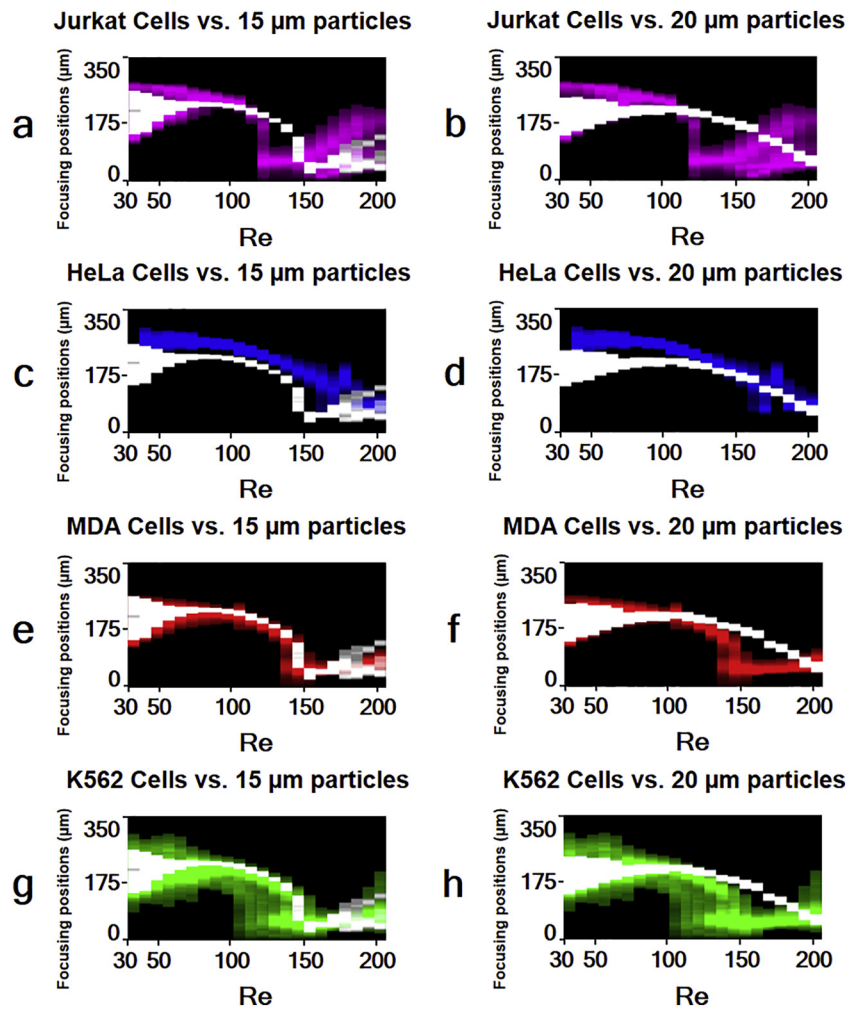 Jurkat Cells vs. 15 µm particles
a
Focusing positions (µm)
350
175
0
30 50 100 150 200
Re
Jurkat Cells vs. 20 µm particles
b
Focusing positions (µm)
350
175
0
30 50 100 150 200
Re
HeLa Cells vs. 15 µm particles
c
Focusing positions (µm)
350
175
0
30 50 100 150 200
Re
HeLa Cells vs. 20 µm particles
d
Focusing positions (µm)
350
175
0
30 50 100 150 200
Re
MDA Cells vs. 15 µm particles
e
Focusing positions (µm)
350
175
0
30 50 100 150 200
Re
MDA Cells vs. 20 µm particles
f
Focusing positions (µm)
350
175
0
30 50 100 150 200
Re
K562 Cells vs. 15 µm particles
g
Focusing positions (µm)
350
175
0
30 50 100 150 200
Re
K562 Cells vs. 20 µm particles
h
Focusing positions (µm)
350
175
0
30 50 100 150 200
Re